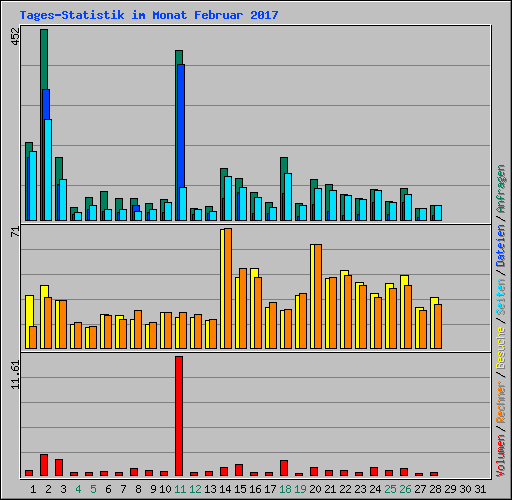 Tages-Statistik im Monat Februar 2017
452
71
11.61
Volumen / Rechner / Besuche / Seiten / Dateien / Anfragen
1 2 3 4 5 6 7 8 9 10 11 12 13 14 15 16 17 18 19 20 21 22 23 24 25 26 27 28 29 30 31